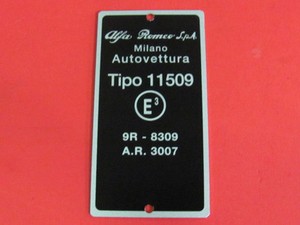 Alfa Romeo S.p.A.
Milano
Autovettura
Tipo 11509
E3
9R - 8309
A.R. 3007